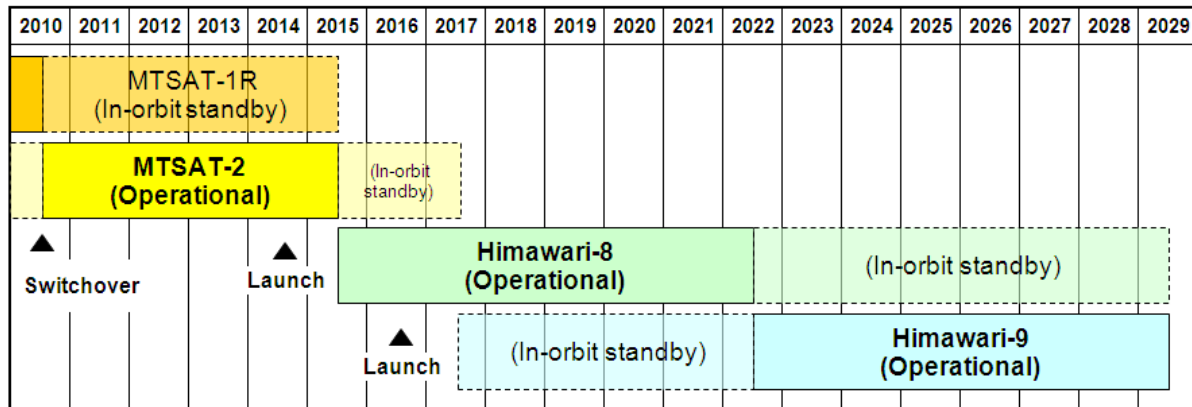 2010 2011 2012 2013 2014 2015 2016 2017 2018 2019 2020 2021 2022 2023 2024 2025 2026 2027 2028 2029
MTSAT-1R
(In-orbit standby)
MTSAT-2
(Operational)
(In-orbit
standby)
Switchover
Launch
Himawari-8
(Operational)
(In-orbit standby)
Launch
(In-orbit standby)
Himawari-9
(Operational)